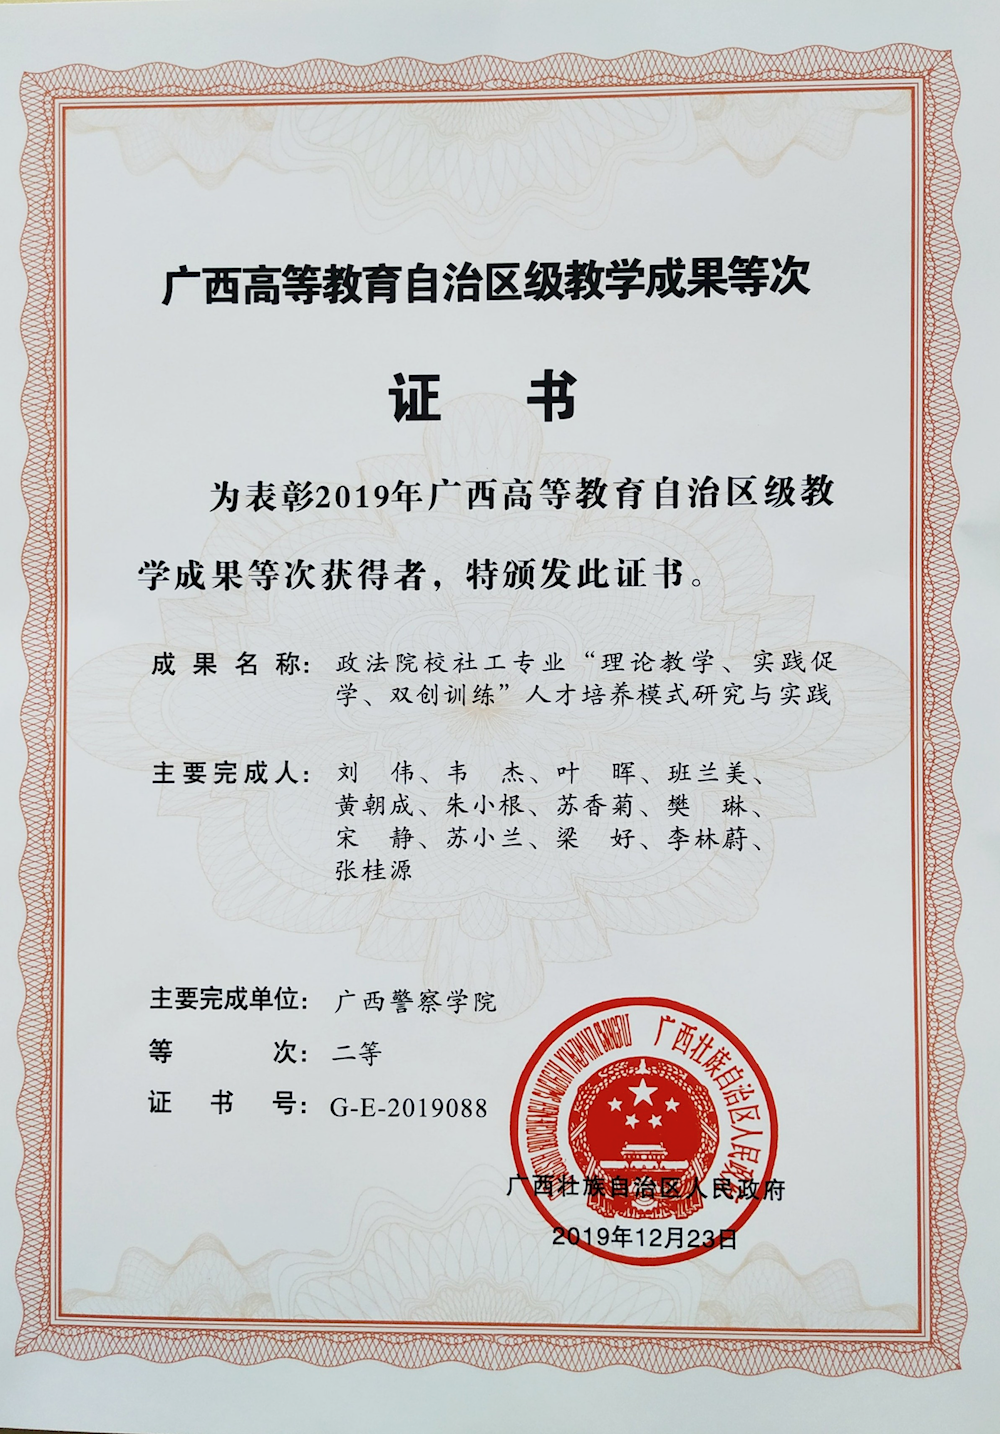 广西高等教育自治区级教学成果等次
证 书
为表彰2019年广西高等教育自治区级教
学成果等次获得者，特颁发此证书。
成果名称：政法院校社工专业“理论教学、实践促
学、双创训练”人才培养模式研究与实践
主要完成人：刘 伟、韦 杰、叶 晖、班兰美、
黄朝成、朱小根、苏香菊、樊 琳、
宋 静、苏小兰、梁 好、李林蔚、
张桂源
主要完成单位：广西警察学院
等 次：二等
证 书 号：G-E-2019088
广西壮族自治区人民政府
广西壮族自治区人民政府
2019年12月23日